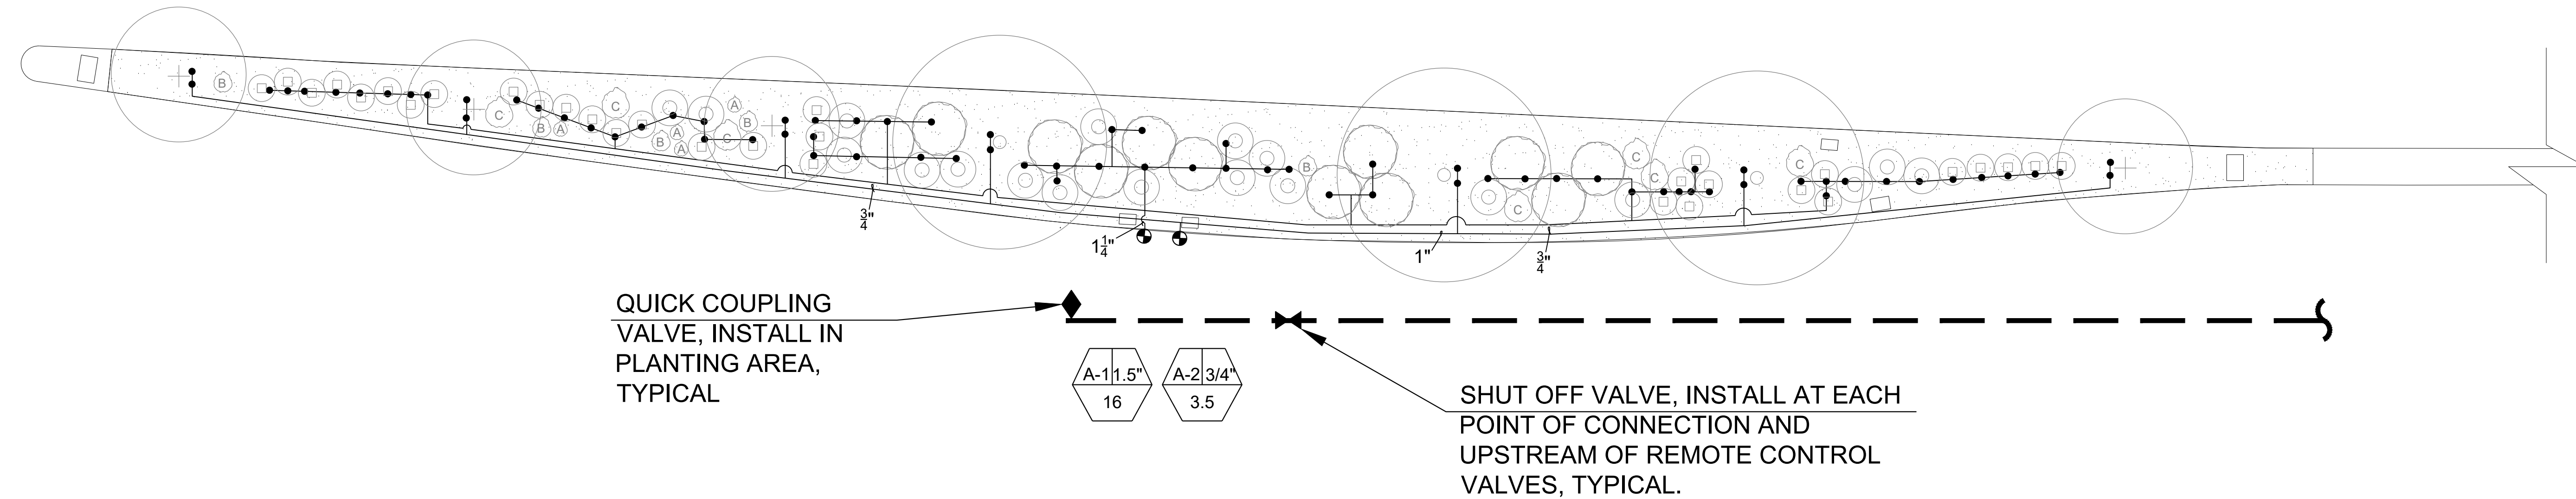 B
C
C
B
A
B
A
A
A
B
C
B
C
C
C
C
3/4"
1 1/4"
1"
3/4"
QUICK COUPLING
VALVE, INSTALL IN
PLANTING AREA,
TYPICAL
A-1 1.5"
16
A-2 3/4"
3.5
SHUT OFF VALVE, INSTALL AT EACH
POINT OF CONNECTION AND
UPSTREAM OF REMOTE CONTROL
VALVES, TYPICAL.